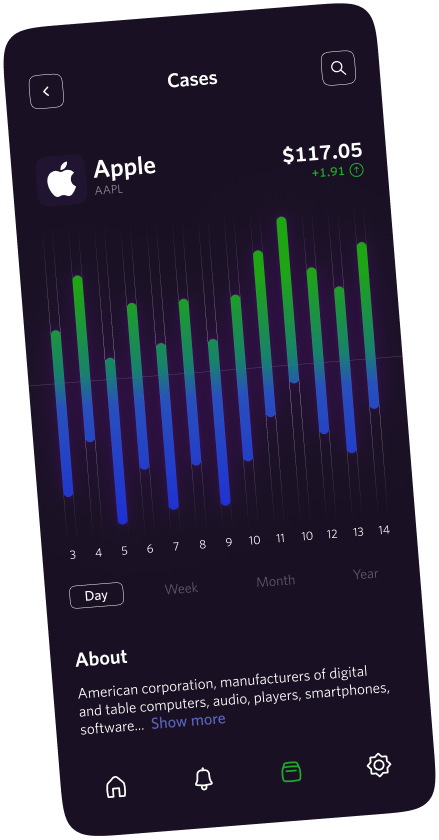 Cases
Apple
$117.05
AAPL
+1.91
3 4 5 6 7 8 9 10 11 10 12 13 14
Day Week Month Year
About
American corporation, manufacturers of digital
and table computers, audio, players, smartphones,
software... Show more